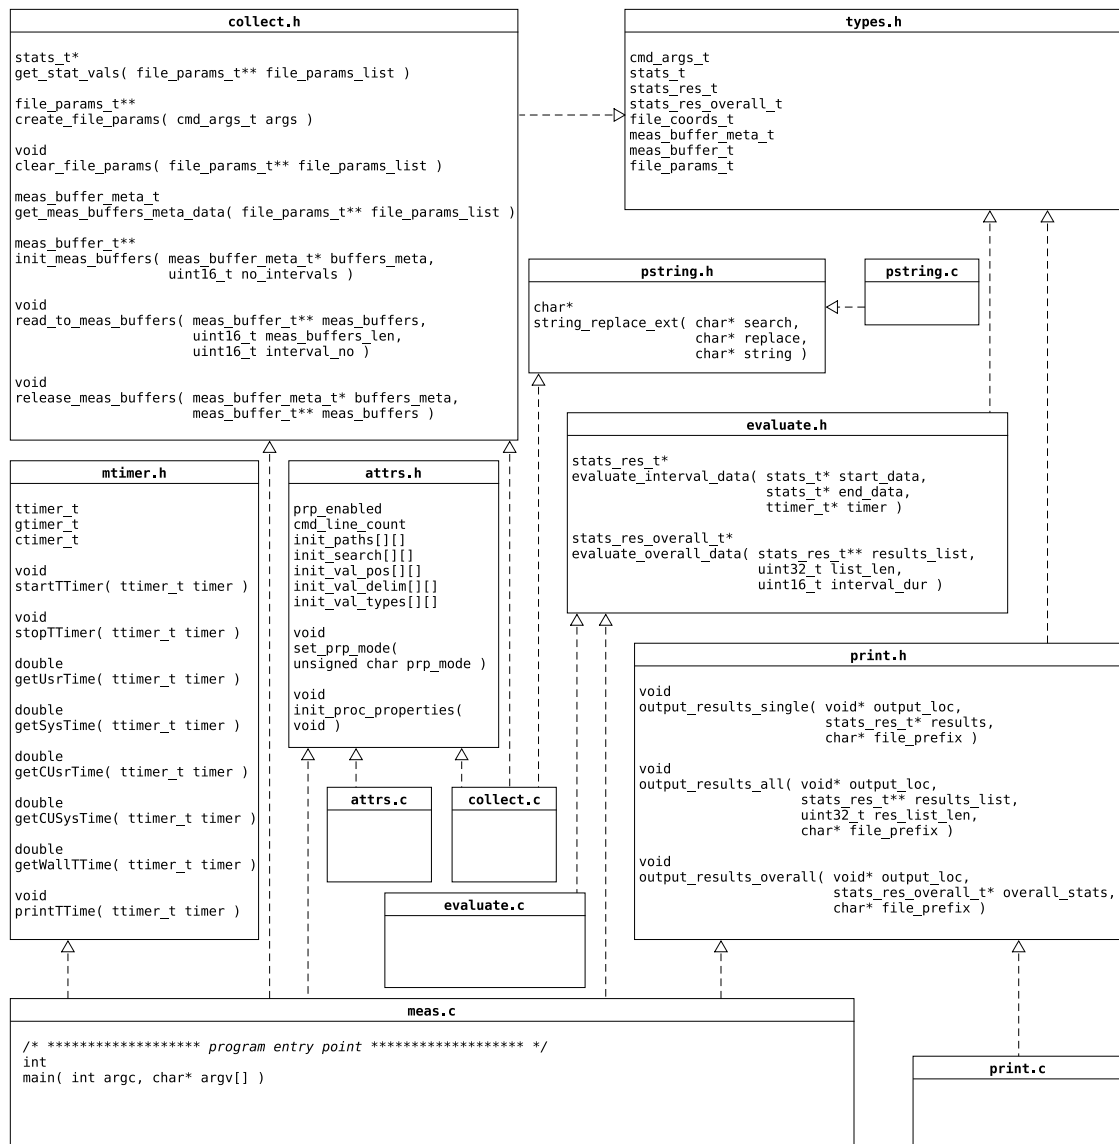 collect.h
stats_t*
get_stat_vals( file_params_t** file_params_list )
file_params_t**
create_file_params( cmd_args_t args )
void
clear_file_params( file_params_t** file_params_list )
meas_buffer_meta_t
get_meas_buffers_meta_data( file_params_t** file_params_list )
meas_buffer_t**
init_meas_buffers( meas_buffer_meta_t* buffers_meta,
uint16_t no_intervals )
void
read_to_meas_buffers( meas_buffer_t** meas_buffers,
uint16_t meas_buffers_len,
uint16_t interval_no )
void
release_meas_buffers( meas_buffer_meta_t* buffers_meta,
meas_buffer_t** meas_buffers )
types.h
cmd_args_t
stats_t
stats_res_t
stats_res_overall_t
file_coords_t
meas_buffer_meta_t
meas_buffer_t
file_params_t
pstring.h
char*
string_replace_ext( char* search,
char* replace,
char* string )
pstring.c
evaluate.h
stats_res_t*
evaluate_interval_data( stats_t* start_data,
stats_t* end_data,
ttimer_t* timer )
stats_res_overall_t*
evaluate_overall_data( stats_res_t** results_list,
uint32_t list_len,
uint16_t interval_dur )
mtimer.h
ttimer_t
gtimer_t
ctimer_t
void
startTTimer( ttimer_t timer )
void
stopTTimer( ttimer_t timer )
double
getUsrTime( ttimer_t timer )
double
getSysTime( ttimer_t timer )
double
getCUsrTime( ttimer_t timer )
double
getCUSysTime( ttimer_t timer )
double
getWallTTime( ttimer_t timer )
void
printTTime( ttimer_t timer )
attrs.h
prp_enabled
cmd_line_count
init_paths[][]
init_search[][]
init_val_pos[][]
init_val_delim[][]
init_val_types[][]
void
set_prp_mode(
unsigned char prp_mode )
void
init_proc_properties(
void )
print.h
void
output_results_single( void* output_loc,
stats_res_t* results,
char* file_prefix )
void
output_results_all( void* output_loc,
stats_res_t** results_list,
uint32_t res_list_len,
char* file_prefix )
void
output_results_overall( void* output_loc,
stats_res_overall_t* overall_stats,
char* file_prefix )
attrs.c
collect.c
evaluate.c
meas.c
/* ******************* program entry point ******************* */
int
main( int argc, char* argv[] )
print.c